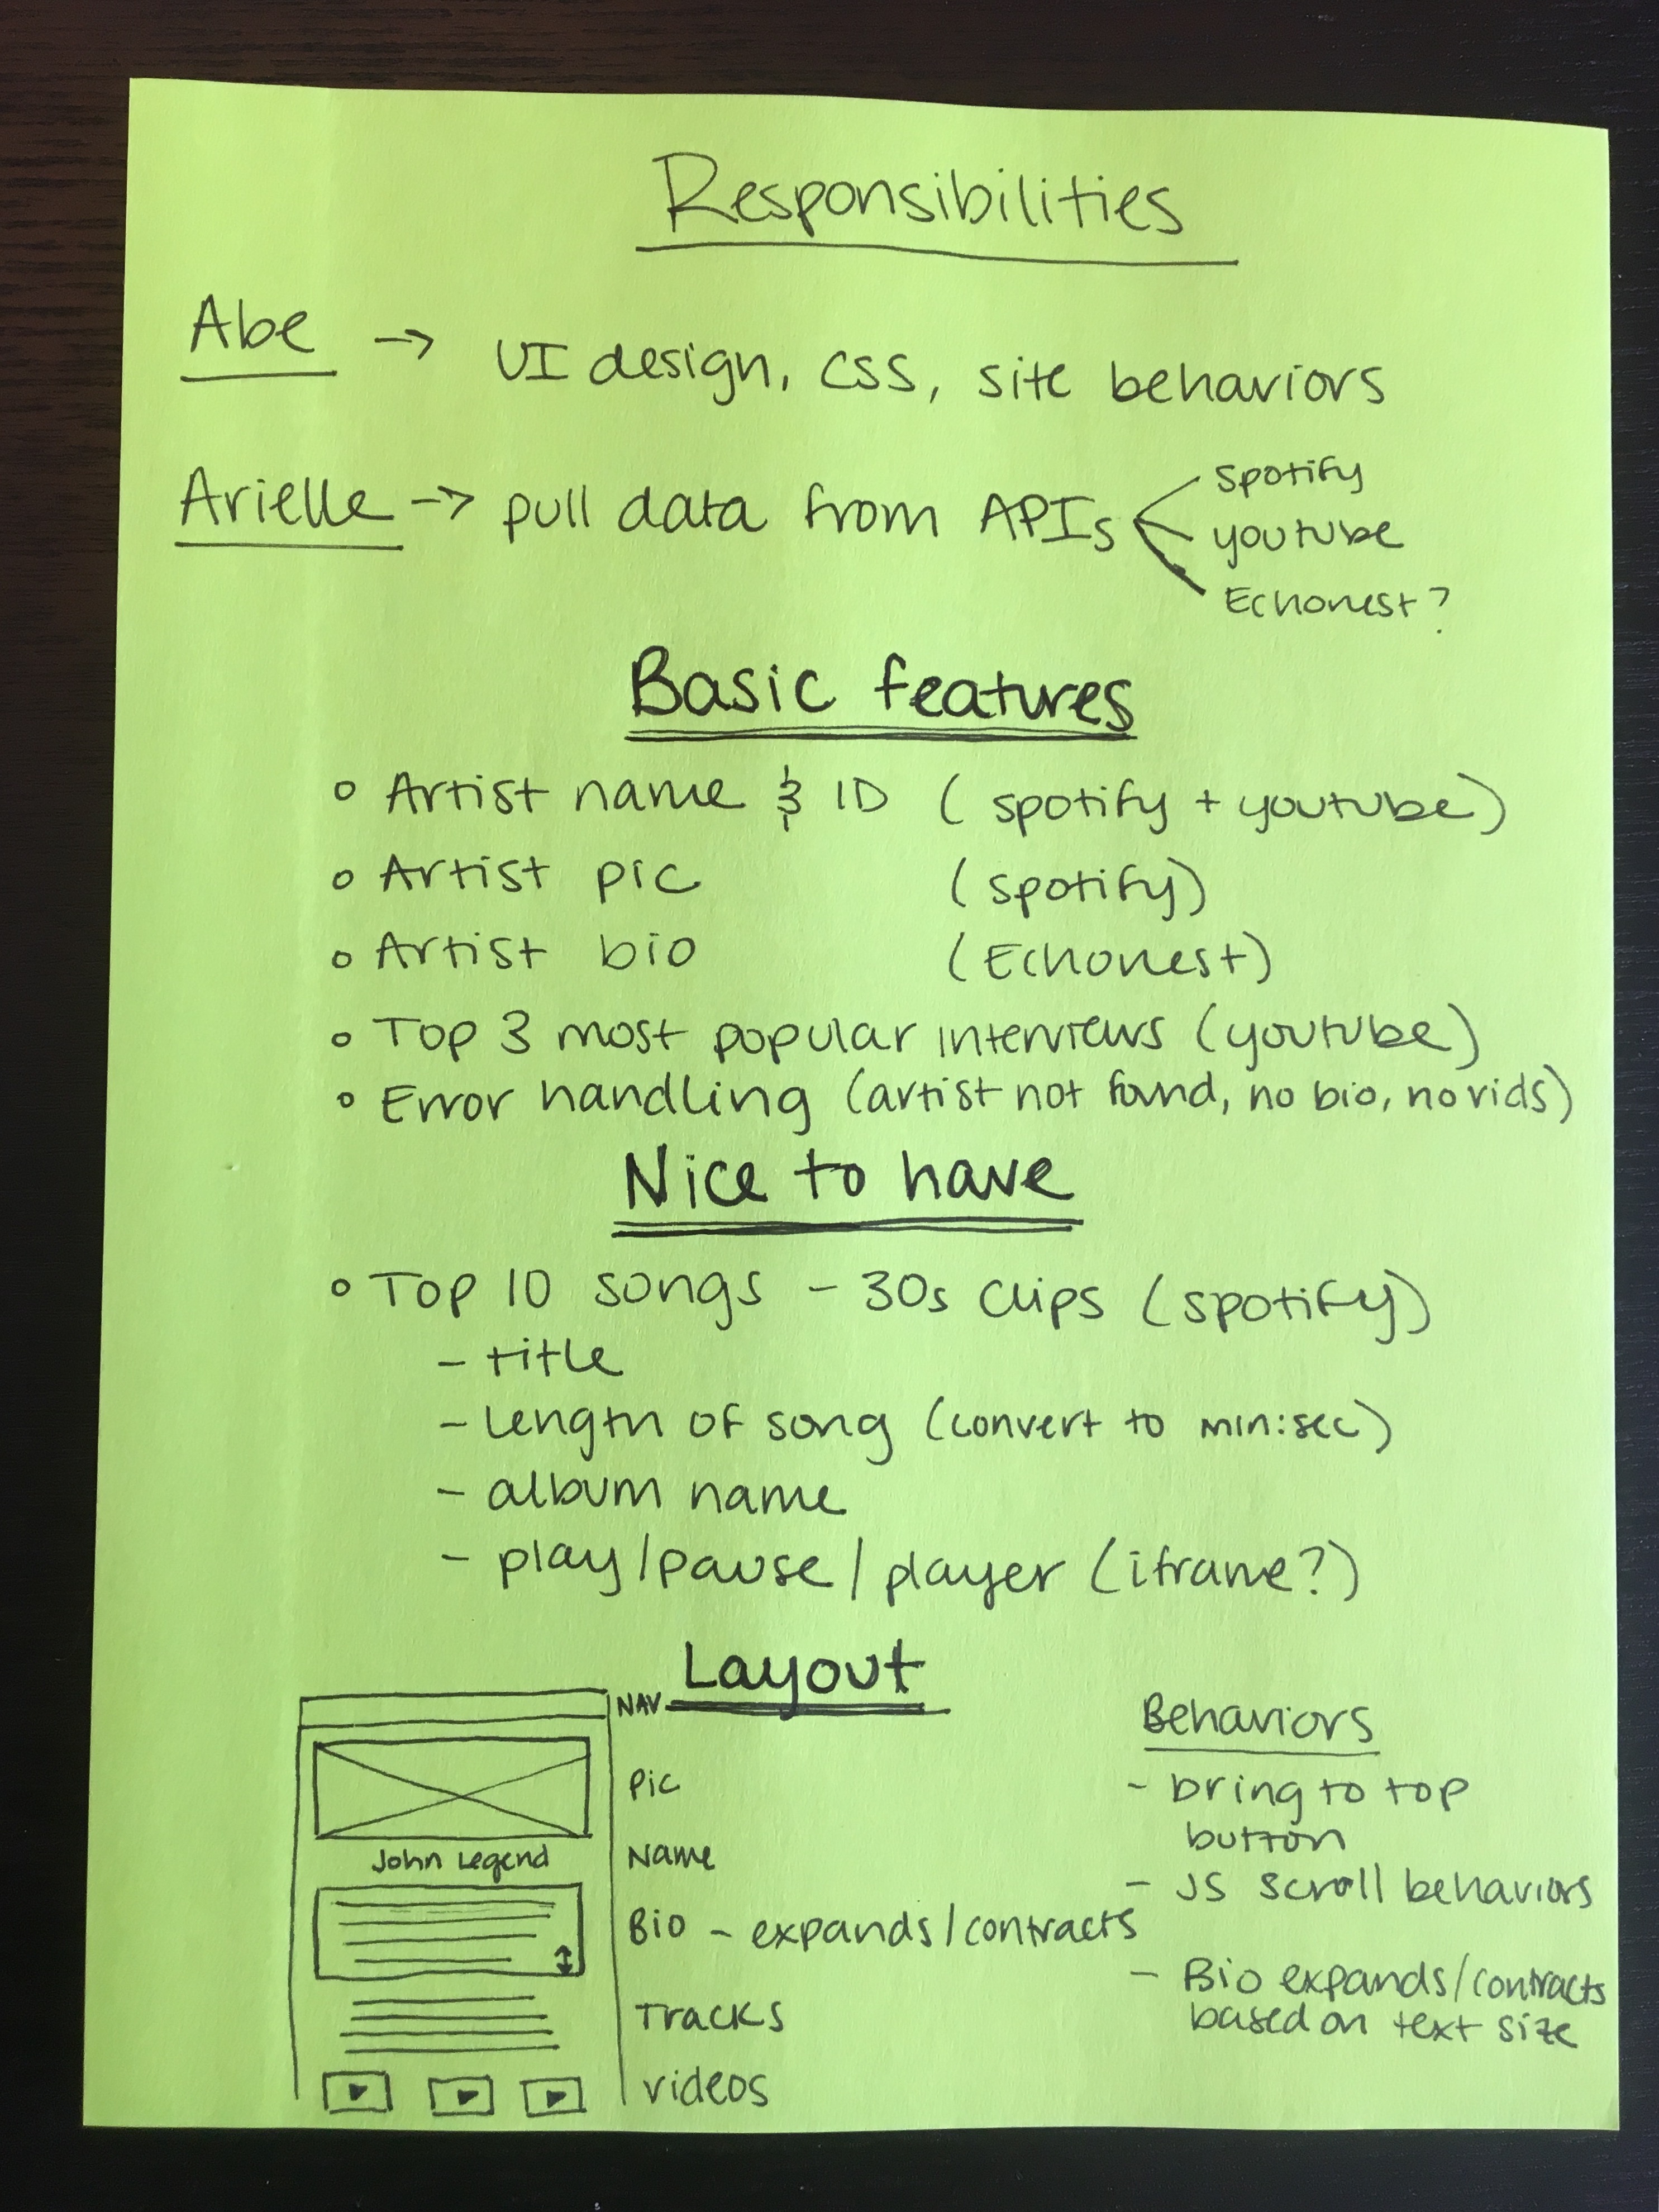 Responsibilities
Abe → UI design, CSS, site behaviors
Arielle → pull data from APIs
Spotify
youtube
Echonest?
Basic features
◦ Artist name & ID (spotify + youtube)
◦ Artist pic (spotify)
◦ Artist bio (Echonest)
◦ Top 3 most popular interviews (youtube)
◦ Error handling (artist not found, no bio, no vids)
Nice to have
◦ Top 10 songs - 30s clips (spotify)
- title
- length of song (convert to min:sec)
- album name
- play/pause/player (iframe?)
Layout
NAV
Pic
John Legend
Name
Bio - expands/contracts
Tracks
videos
Behaviors
- bring to top
button
- JS scroll behaviors
- Bio expands/contracts
based on text size